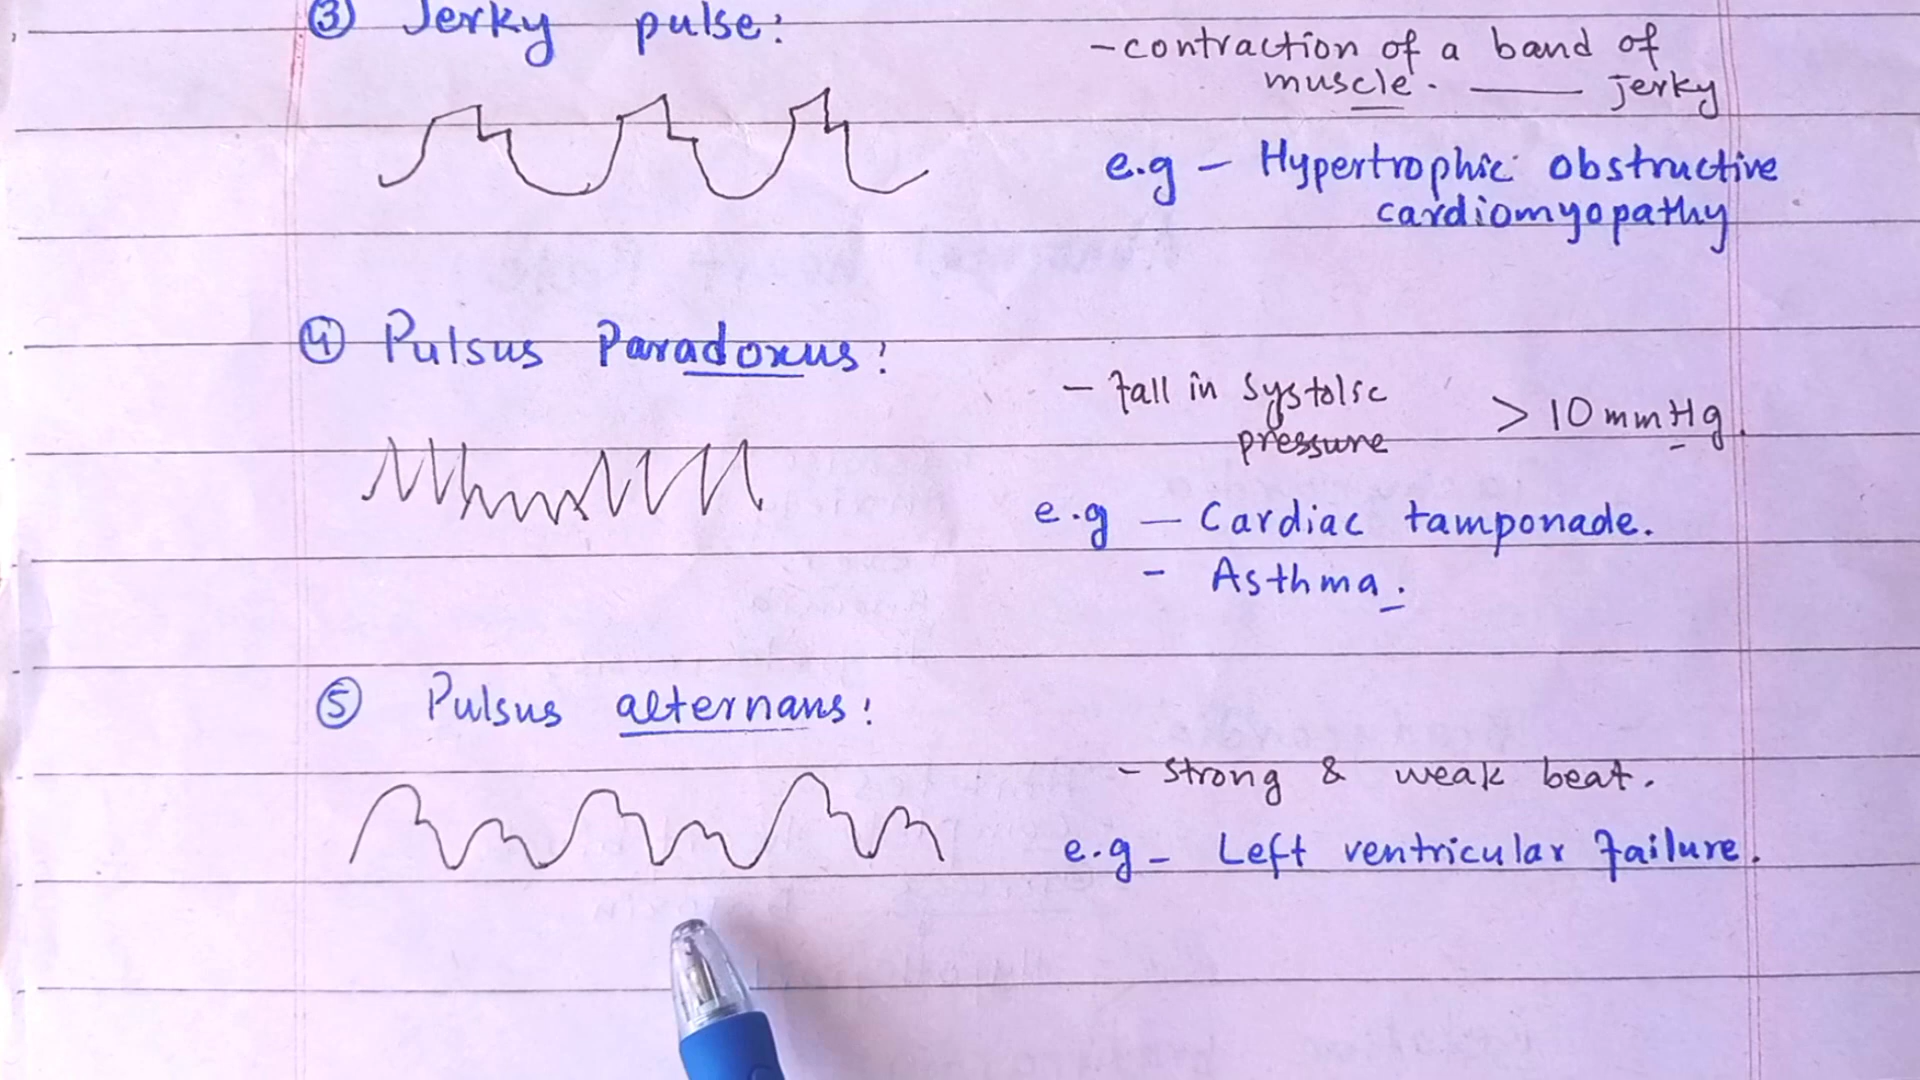 ③ Jerky pulse:
- contraction of a band of
muscle. —— jerky
e.g - Hypertrophic obstructive
cardiomyopathy
④ Pulsus Paradoxus:
- fall in systolic
pressure > 10 mmHg.
e.g - Cardiac tamponade.
- Asthma.
⑤ Pulsus alternans:
- strong & weak beat.
e.g - Left ventricular failure.